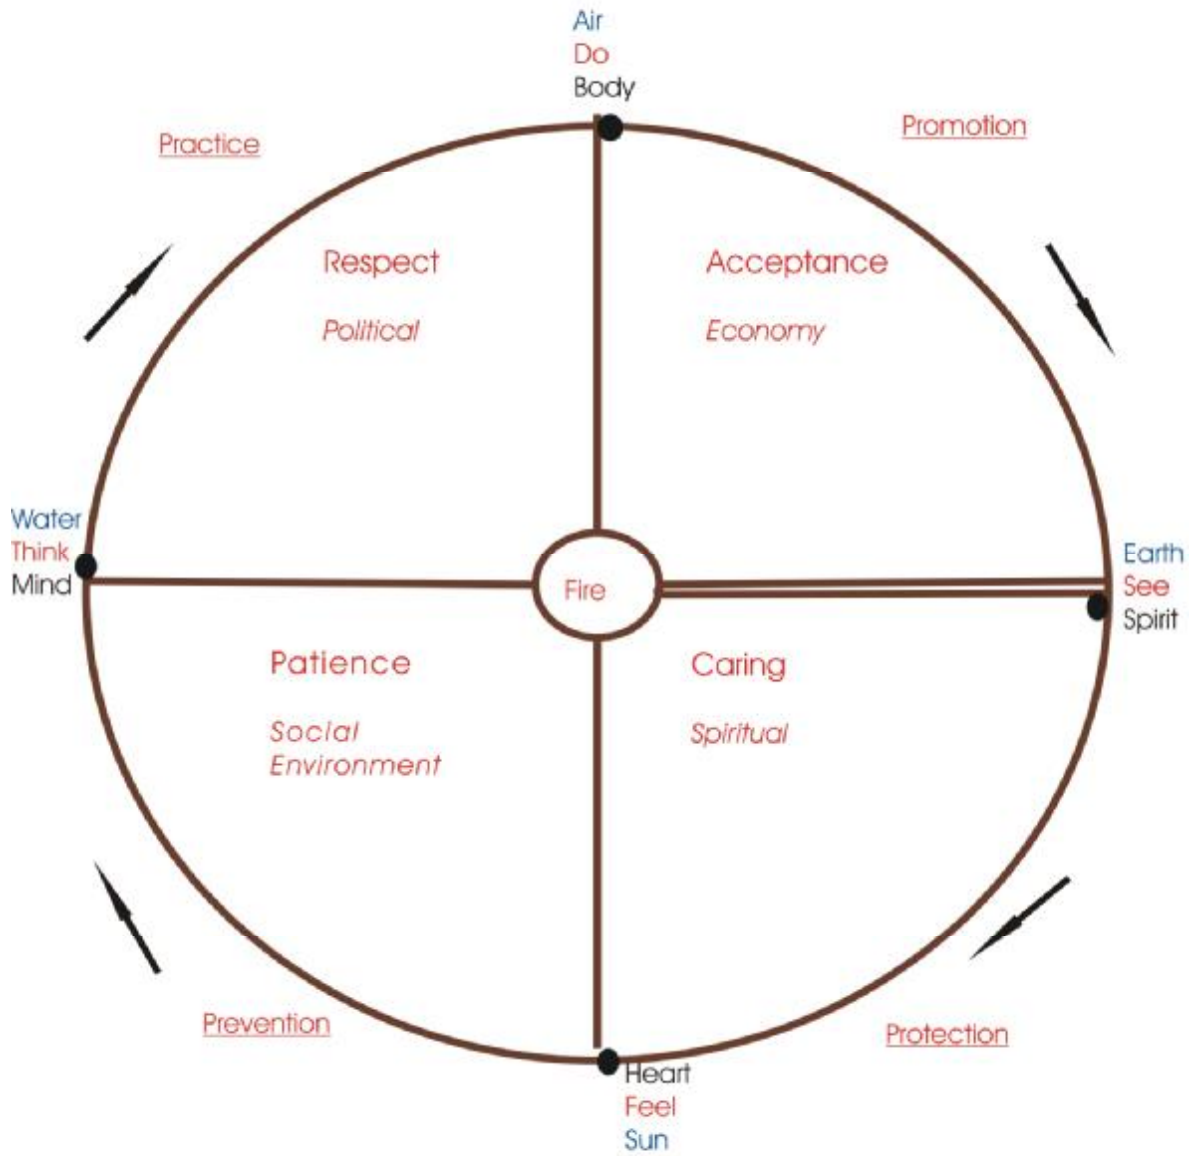 Air
Do
Body
Practice
Promotion
Respect
Political
Acceptance
Economy
Water
Think
Mind
Fire
Earth
See
Spirit
Patience
Social
Environment
Caring
Spiritual
Prevention
Protection
Heart
Feel
Sun